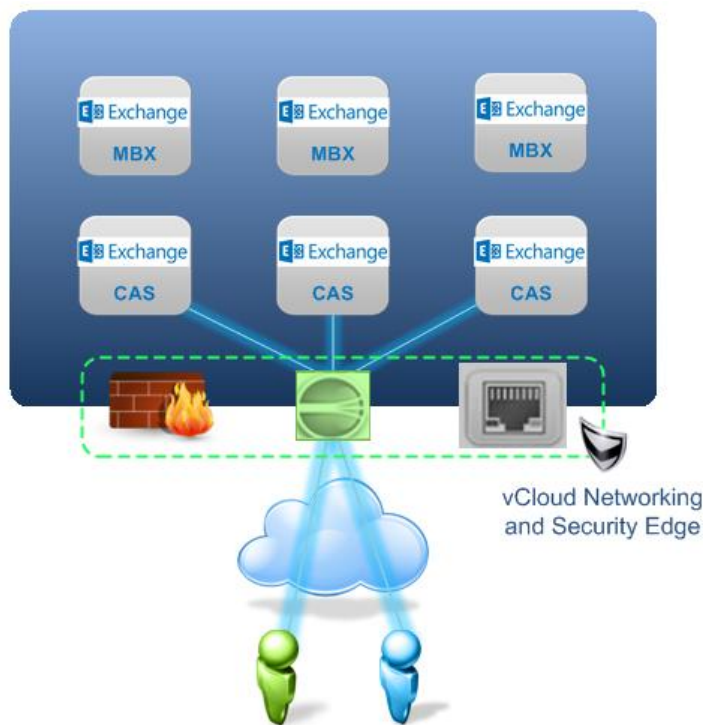 Exchange Exchange Exchange
MBX MBX MBX
Exchange Exchange Exchange
CAS CAS CAS
vCloud Networking
and Security Edge